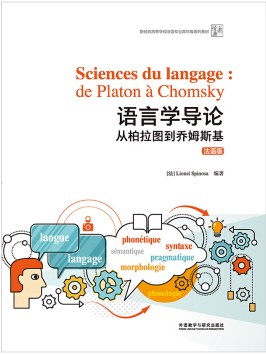 Sciences du langage :
de Platon à Chomsky
语言学导论
从柏拉图到乔姆斯基
法语版
[法] Lionel Spinosa 编著
langue
langage
phonétique
sémantique
syntaxe
pragmatique
morphologie
phonologie
外语教学与研究出版社